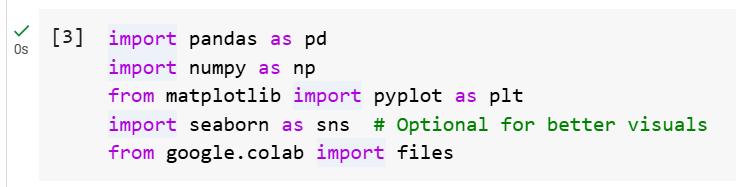 [3] import pandas as pd
import numpy as np
from matplotlib import pyplot as plt
0s import seaborn as sns  # Optional for better visuals
from google.colab import files